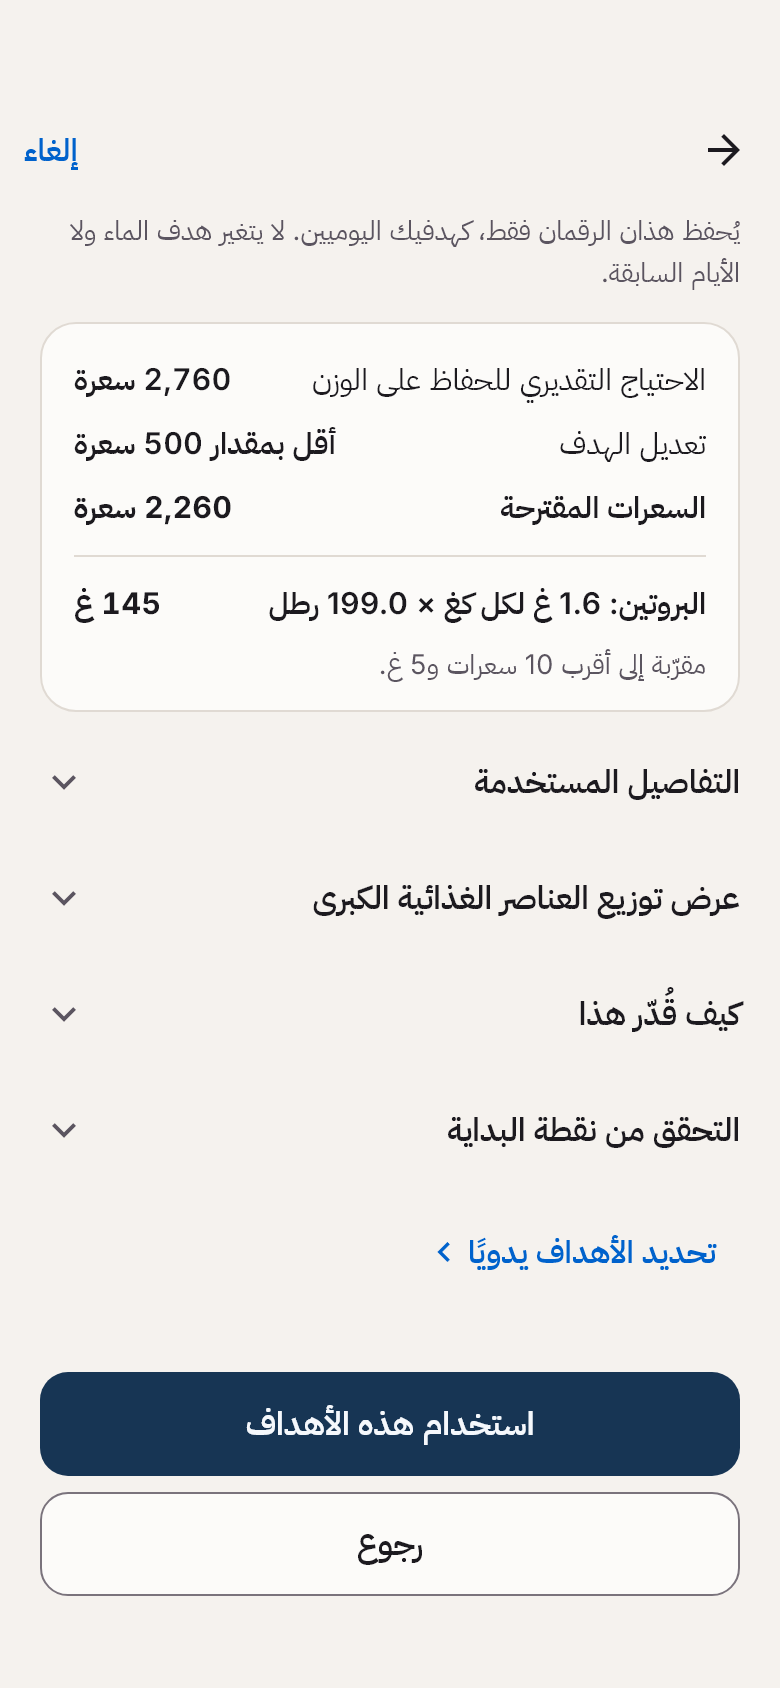 إلغاء
يُحفظ هذان الرقمان فقط، كهدفيك اليوميين. لا يتغير هدف الماء ولا
الأيام السابقة.
الاحتياج التقديري للحفاظ على الوزن 2,760 سعرة
تعديل الهدف أقل بمقدار 500 سعرة
السعرات المقترحة 2,260 سعرة
البروتين: 1.6 غ لكل كغ × 199.0 رطل 145 غ
مقرّبة إلى أقرب 10 سعرات و5 غ.
التفاصيل المستخدمة
عرض توزيع العناصر الغذائية الكبرى
كيف قُدّر هذا
التحقق من نقطة البداية
تحديد الأهداف يدويًا
استخدام هذه الأهداف
رجوع